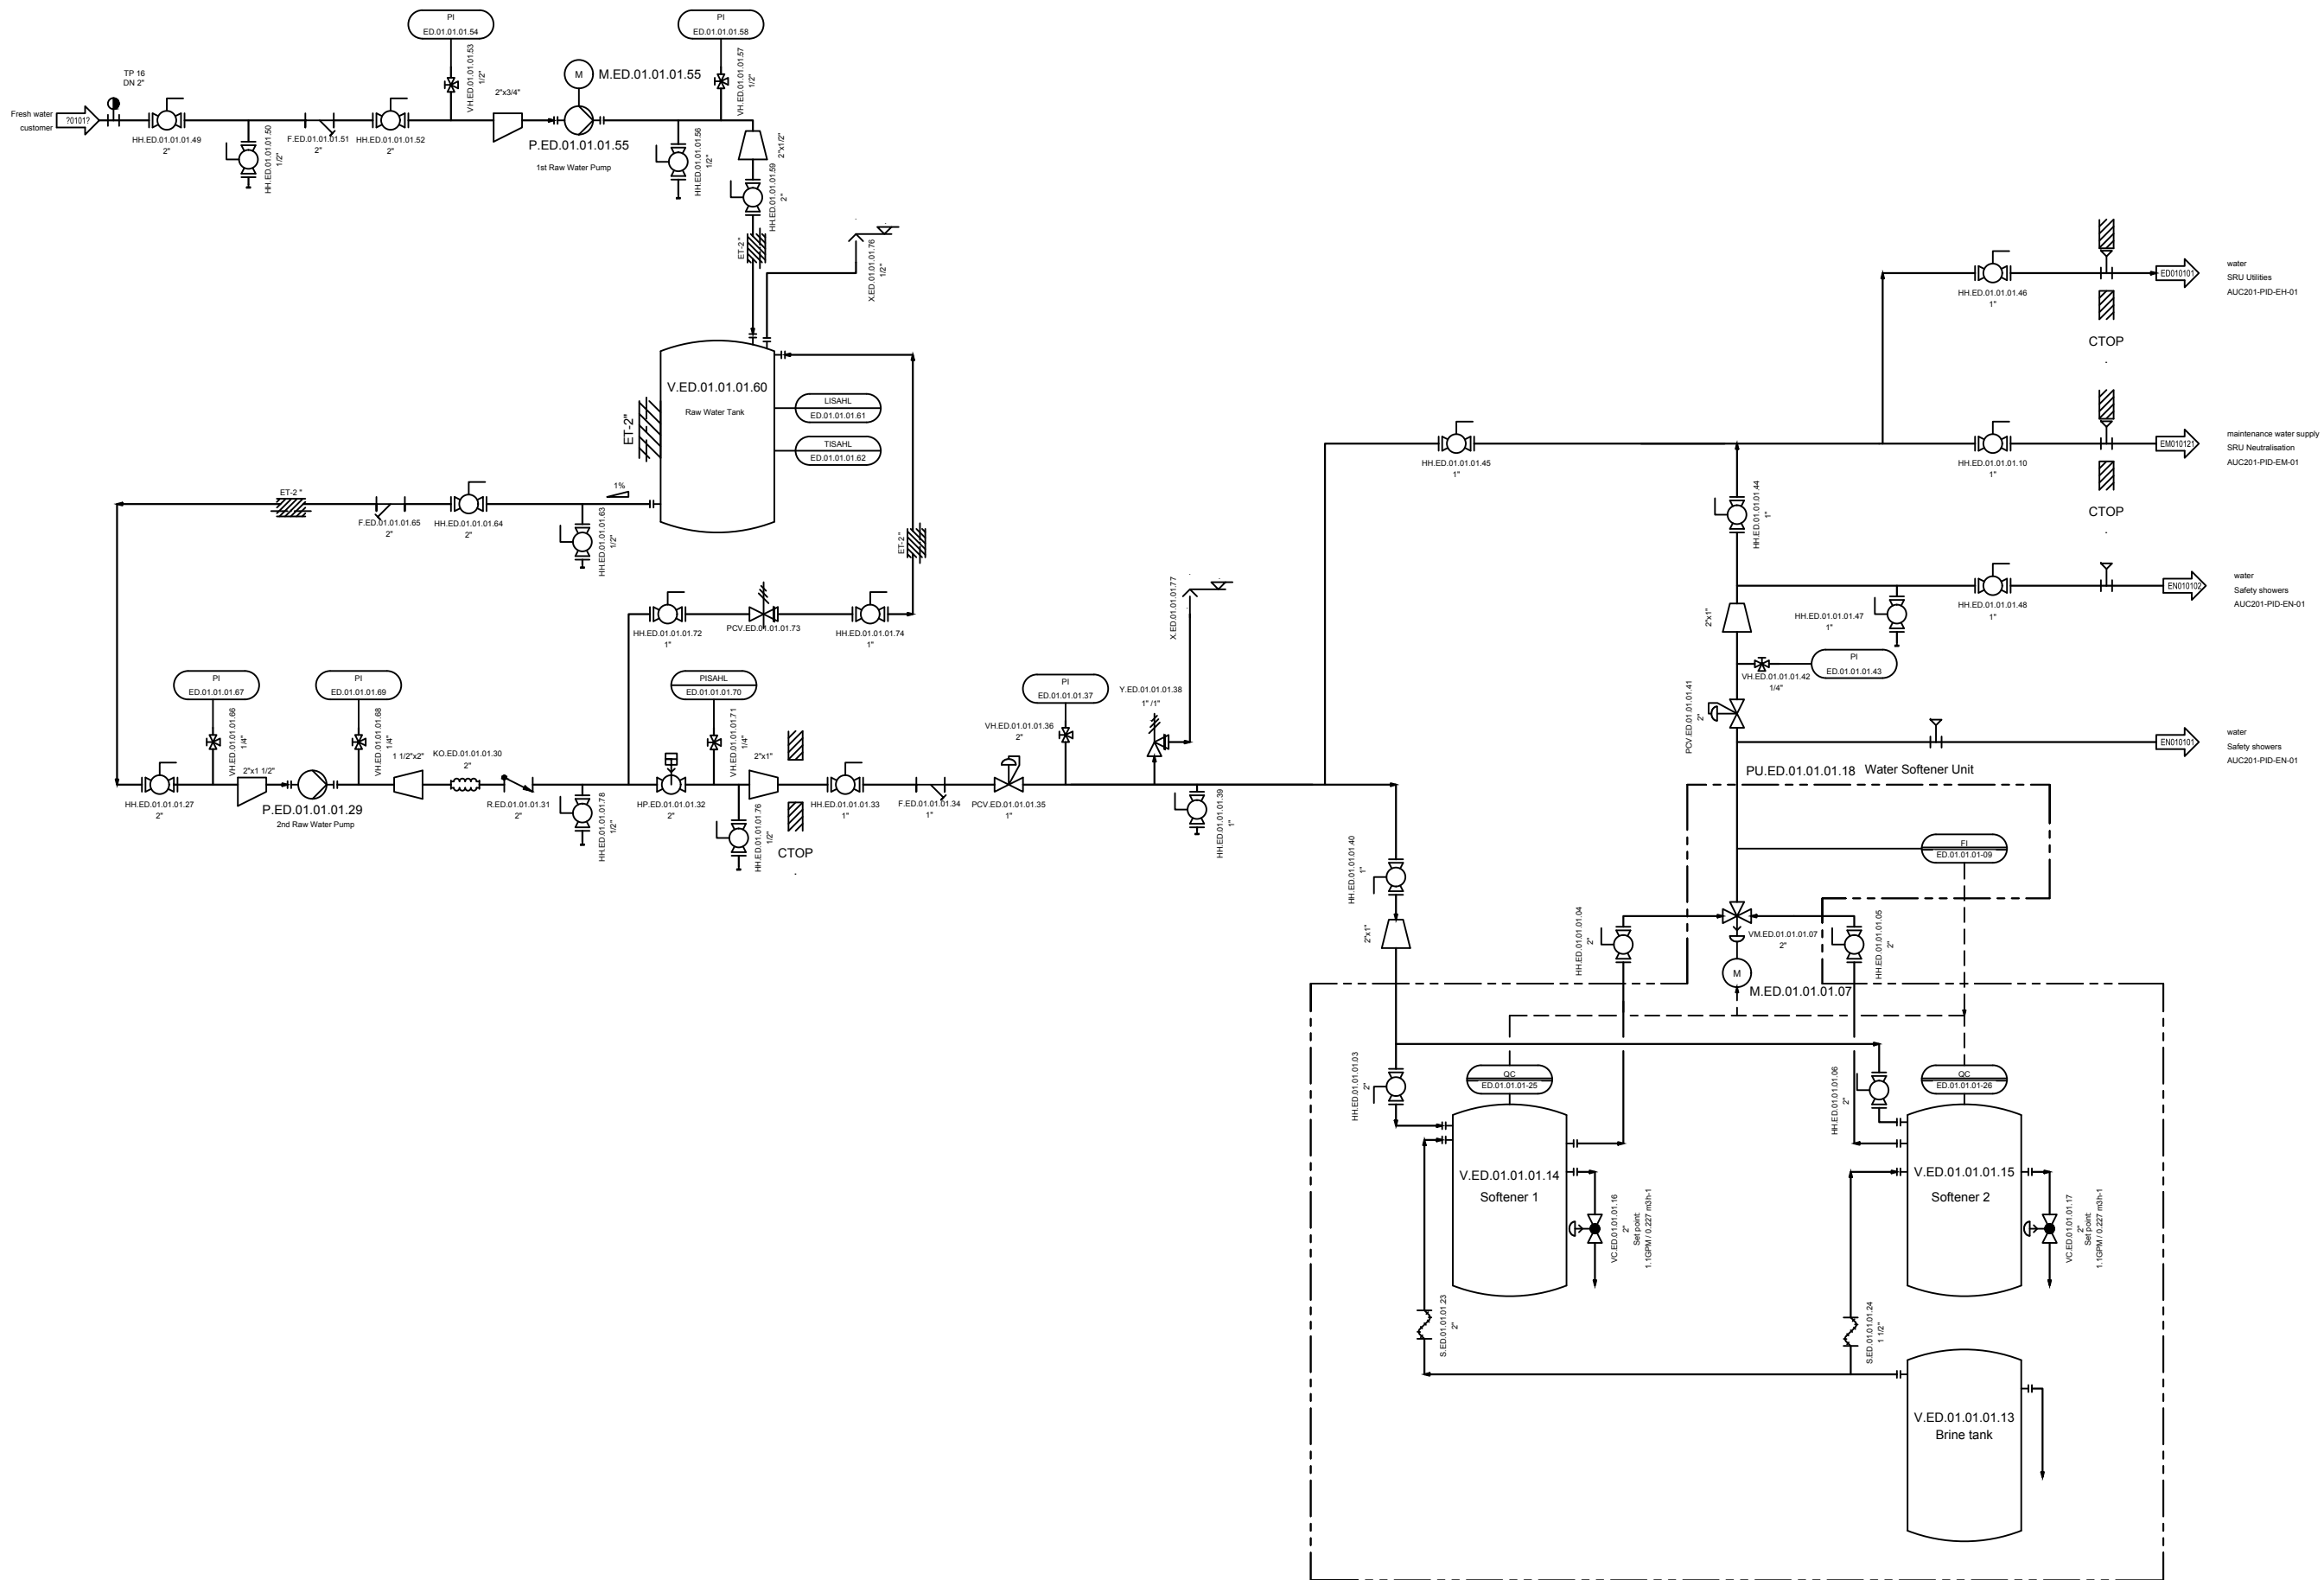 PI
ED.01.01.01.54
VH.ED.01.01.01.53
1/2"
PI
ED.01.01.01.58
VH.ED.01.01.01.57
1/2"
TP 16
DN 2"
Fresh water
customer
?0101?
HH.ED.01.01.01.49
2"
HH.ED.01.01.01.50
1/2"
F.ED.01.01.01.51
2"
HH.ED.01.01.01.52
2"
2"x3/4"
M
M.ED.01.01.01.55
P.ED.01.01.01.55
1st Raw Water Pump
HH.ED.01.01.01.56
1/2"
2"x1/2"
HH.ED.01.01.01.59
2"
ET-2"
X.ED.01.01.01.76
1/2"
V.ED.01.01.01.60
Raw Water Tank
ET-2"
LISAHL
ED.01.01.01.61
TISAHL
ED.01.01.01.62
1%
ET-2"
F.ED.01.01.01.65
2"
HH.ED.01.01.01.64
2"
HH.ED.01.01.01.63
1/2"
ET-2"
HH.ED.01.01.01.72
1"
PCV.ED.01.01.01.73
HH.ED.01.01.01.74
1"
PI
ED.01.01.01.67
VH.ED.01.01.01.66
1/4"
PI
ED.01.01.01.69
VH.ED.01.01.01.68
1/4"
HH.ED.01.01.01.27
2"
2"x1 1/2"
P.ED.01.01.01.29
2nd Raw Water Pump
1 1/2"x2"
KO.ED.01.01.01.30
2"
R.ED.01.01.01.31
2"
HH.ED.01.01.01.78
1/2"
PISAHL
ED.01.01.01.70
VH.ED.01.01.01.71
1/4"
HP.ED.01.01.01.32
2"
HH.ED.01.01.01.76
1/2"
2"x1"
CTOP
.
HH.ED.01.01.01.33
1"
F.ED.01.01.01.34
1"
PCV.ED.01.01.01.35
1"
PI
ED.01.01.01.37
VH.ED.01.01.01.36
2"
Y.ED.01.01.01.38
1" /1"
X.ED.01.01.01.77
HH.ED.01.01.01.39
1"
HH.ED.01.01.01.45
1"
HH.ED.01.01.01.46
1"
CTOP
.
ED010101
water
SRU Utilities
AUC201-PID-EH-01
HH.ED.01.01.01.10
1"
CTOP
.
EM010121
maintenance water supply
SRU Neutralisation
AUC201-PID-EM-01
HH.ED.01.01.01.44
1"
HH.ED.01.01.01.47
1"
HH.ED.01.01.01.48
1"
EN010102
water
Safety showers
AUC201-PID-EN-01
2"x1"
PI
ED.01.01.01.43
VH.ED.01.01.01.42
1/4"
PCV.ED.01.01.01.41
2"
EN010101
water
Safety showers
AUC201-PID-EN-01
PU.ED.01.01.01.18 Water Softener Unit
FI
ED.01.01.01-09
HH.ED.01.01.01.40
1"
2"x1"
HH.ED.01.01.01.04
2"
VM.ED.01.01.01.07
2"
M
M.ED.01.01.01.07
HH.ED.01.01.01.05
2"
HH.ED.01.01.01.03
2"
QC
ED.01.01.01-25
HH.ED.01.01.01.06
2"
QC
ED.01.01.01-26
V.ED.01.01.01.14
Softener 1
VC.ED.01.01.01.16
2"
Set point:
1.1GPM / 0.227 m3h-1
V.ED.01.01.01.15
Softener 2
VC.ED.01.01.01.17
2"
Set point:
1.1GPM / 0.227 m3h-1
S.ED.01.01.01.23
2"
S.ED.01.01.01.24
1 1/2"
V.ED.01.01.01.13
Brine tank